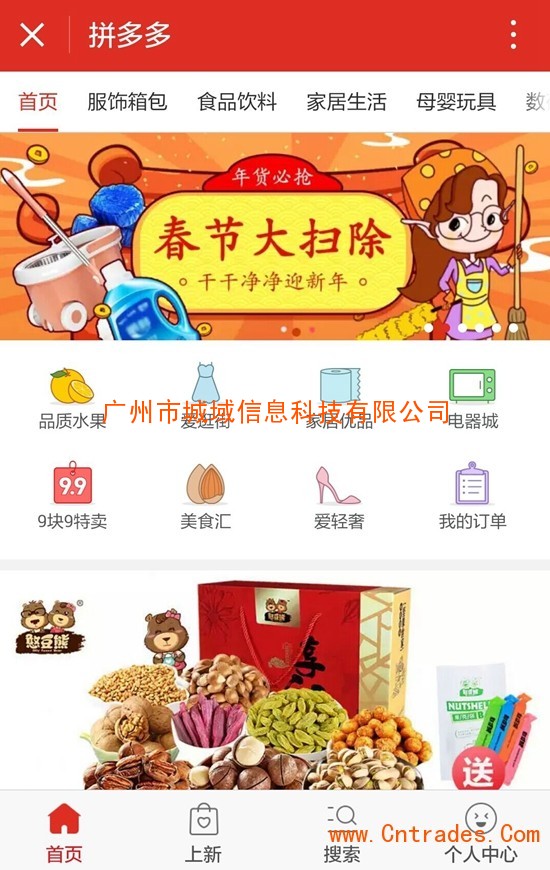 拼多多
首页 服饰箱包 食品饮料 家居生活 母婴玩具 数
年货必抢
春节大扫除
干干净净迎新年
品质水果 爱逛街 家居优品 电器城
广州市城域信息科技有限公司
9.9
9块9特卖 美食汇 爱轻奢 我的订单
憨豆熊
NUTSHELL
送
首页 上新 搜索 个人中心
www.Cntrades.Com